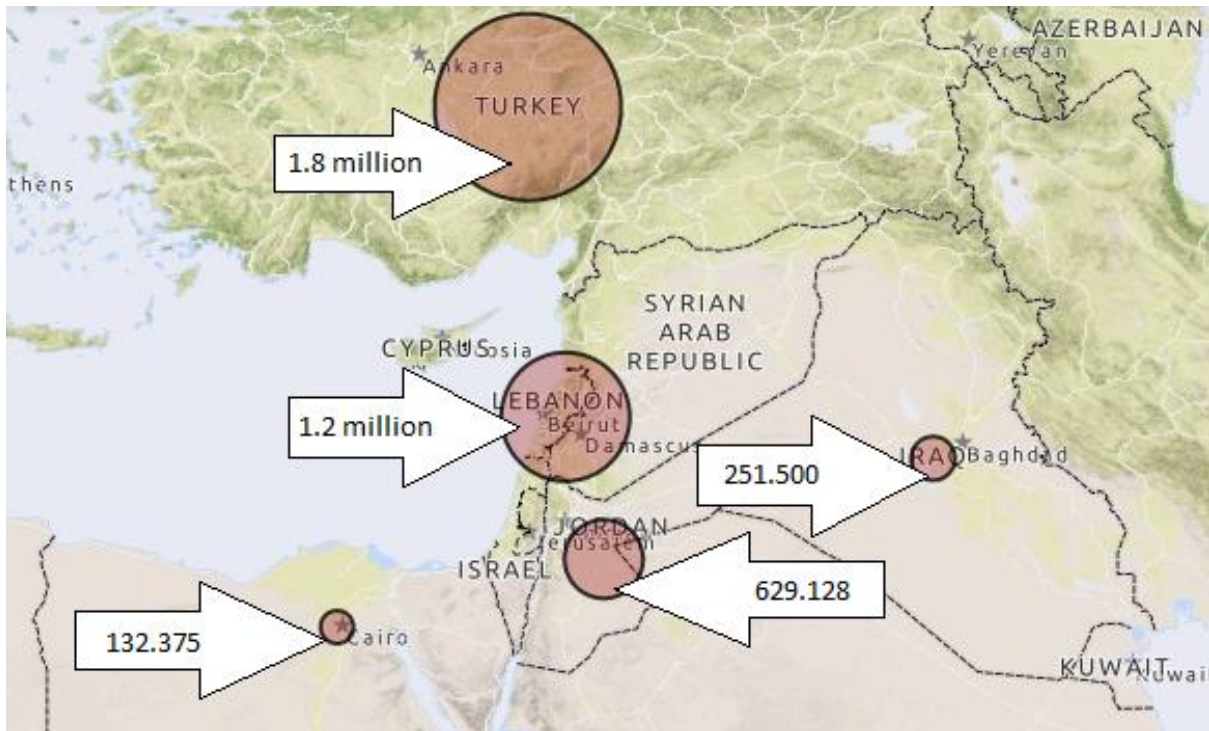 AZERBAIJAN
Yerevan
Ankara
TURKEY
1.8 million
thens
SYRIAN
ARAB
REPUBLIC
CYPRUS
osia
LEBANON
Beirut
1.2 million
Damascus
IRAQ
Baghdad
251.500
JORDAN
Jerusalem
ISRAEL
629.128
132.375
Cairo
KUWAIT
Kuwai